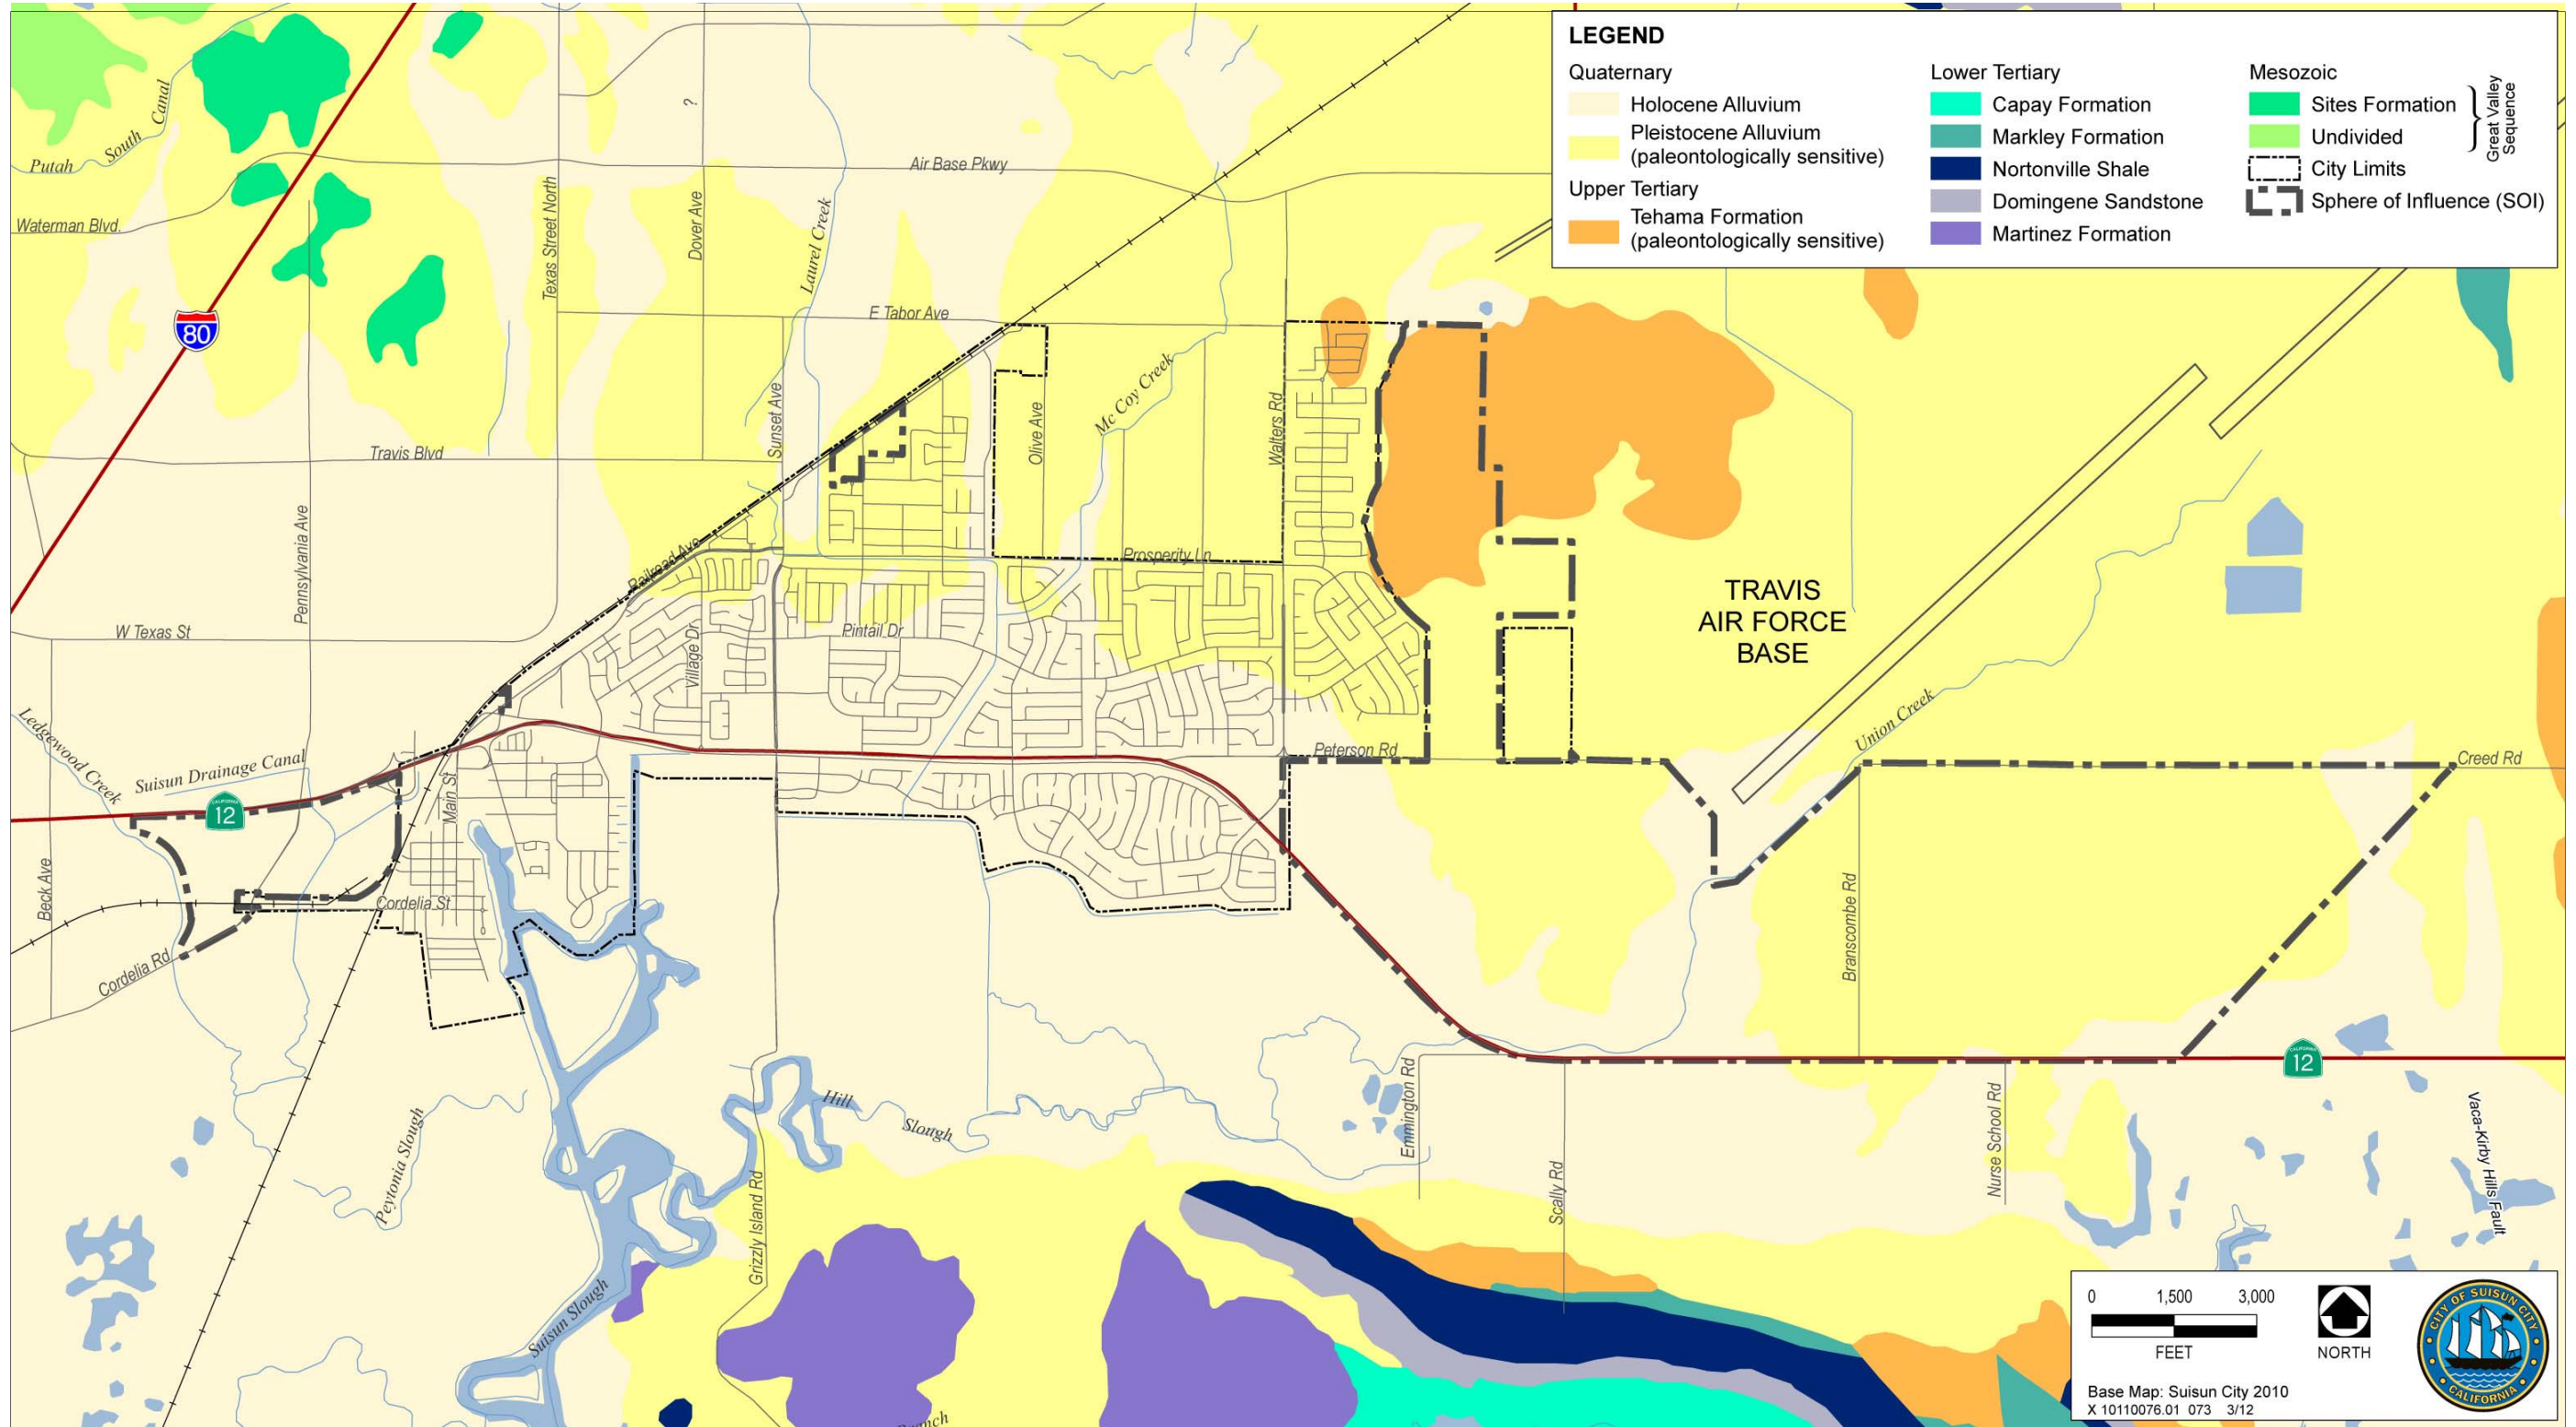 LEGEND
Quaternary
Holocene Alluvium
Pleistocene Alluvium
(paleontologically sensitive)
Upper Tertiary
Tehama Formation
(paleontologically sensitive)
Lower Tertiary
Capay Formation
Markley Formation
Nortonville Shale
Domingene Sandstone
Martinez Formation
Mesozoic
Sites Formation
Undivided
Great Valley
Sequence
City Limits
Sphere of Influence (SOI)
Putah South Canal
Waterman Blvd.
Texas Street North
?
Dover Ave
Laurel Creek
Air Base Pkwy
E Tabor Ave
80
Travis Blvd
Sunset Ave
Olive Ave
Mc Coy Creek
Walters Rd
Pennsylvania Ave
Railroad Ave
Prosperity Ln
W Texas St
Village Dr
Pintail Dr
TRAVIS
AIR FORCE
BASE
Union Creek
Ledgewood Creek
Suisun Drainage Canal
Peterson Rd
Creed Rd
CALIFORNIA
12
Main St
Beck Ave
Cordelia St
Cordelia Rd
Branscombe Rd
CALIFORNIA
12
Peytonia Slough
Hill Slough
Grizzly Island Rd
Emmington Rd
Scally Rd
Nurse School Rd
Vaca-Kirby Hills Fault
Suisun Slough
0 1,500 3,000
FEET
NORTH
CITY OF SUISUN CITY
CALIFORNIA
Base Map: Suisun City 2010
X 10110076.01 073 3/12